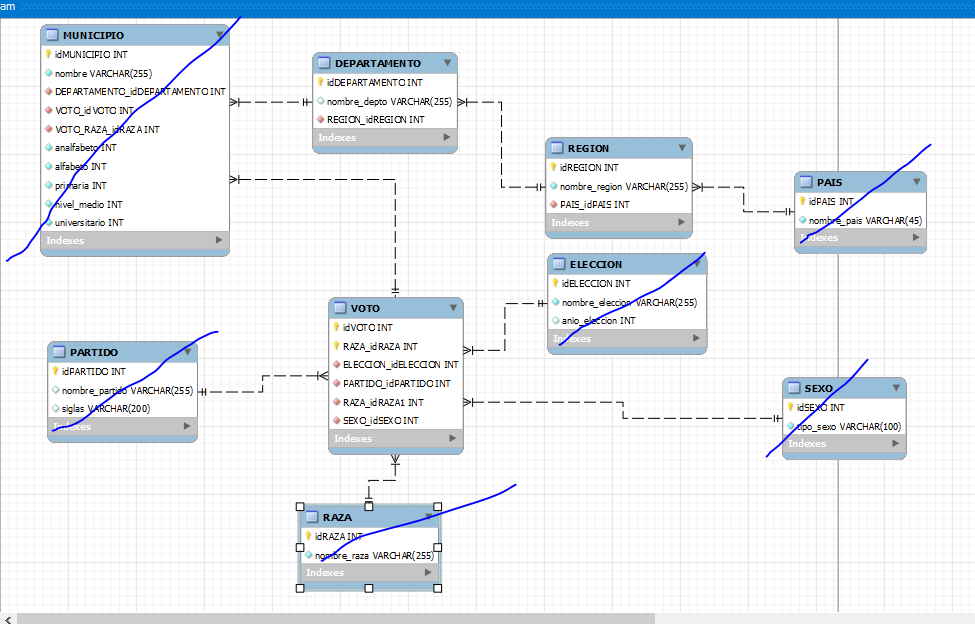 am
MUNICIPIO
idMUNICIPIO INT
nombre VARCHAR(255)
DEPARTAMENTO_idDEPARTAMENTO INT
VOTO_idVOTO INT
VOTO_RAZA_idRAZA INT
analfabeto INT
alfabeto INT
primaria INT
nivel_medio INT
universitario INT
Indexes
DEPARTAMENTO
idDEPARTAMENTO INT
nombre_depto VARCHAR(255)
REGION_idREGION INT
Indexes
REGION
idREGION INT
nombre_region VARCHAR(255)
PAIS_idPAIS INT
Indexes
PAIS
idPAIS INT
nombre_pais VARCHAR(45)
Indexes
ELECCION
idELECCION INT
nombre_eleccion VARCHAR(255)
anio_eleccion INT
Indexes
VOTO
idVOTO INT
RAZA_idRAZA INT
ELECCION_idELECCION INT
PARTIDO_idPARTIDO INT
RAZA_idRAZA1 INT
SEXO_idSEXO INT
Indexes
PARTIDO
idPARTIDO INT
nombre_partido VARCHAR(255)
siglas VARCHAR(200)
Indexes
SEXO
idSEXO INT
tipo_sexo VARCHAR(100)
Indexes
RAZA
idRAZA INT
nombre_raza VARCHAR(255)
Indexes